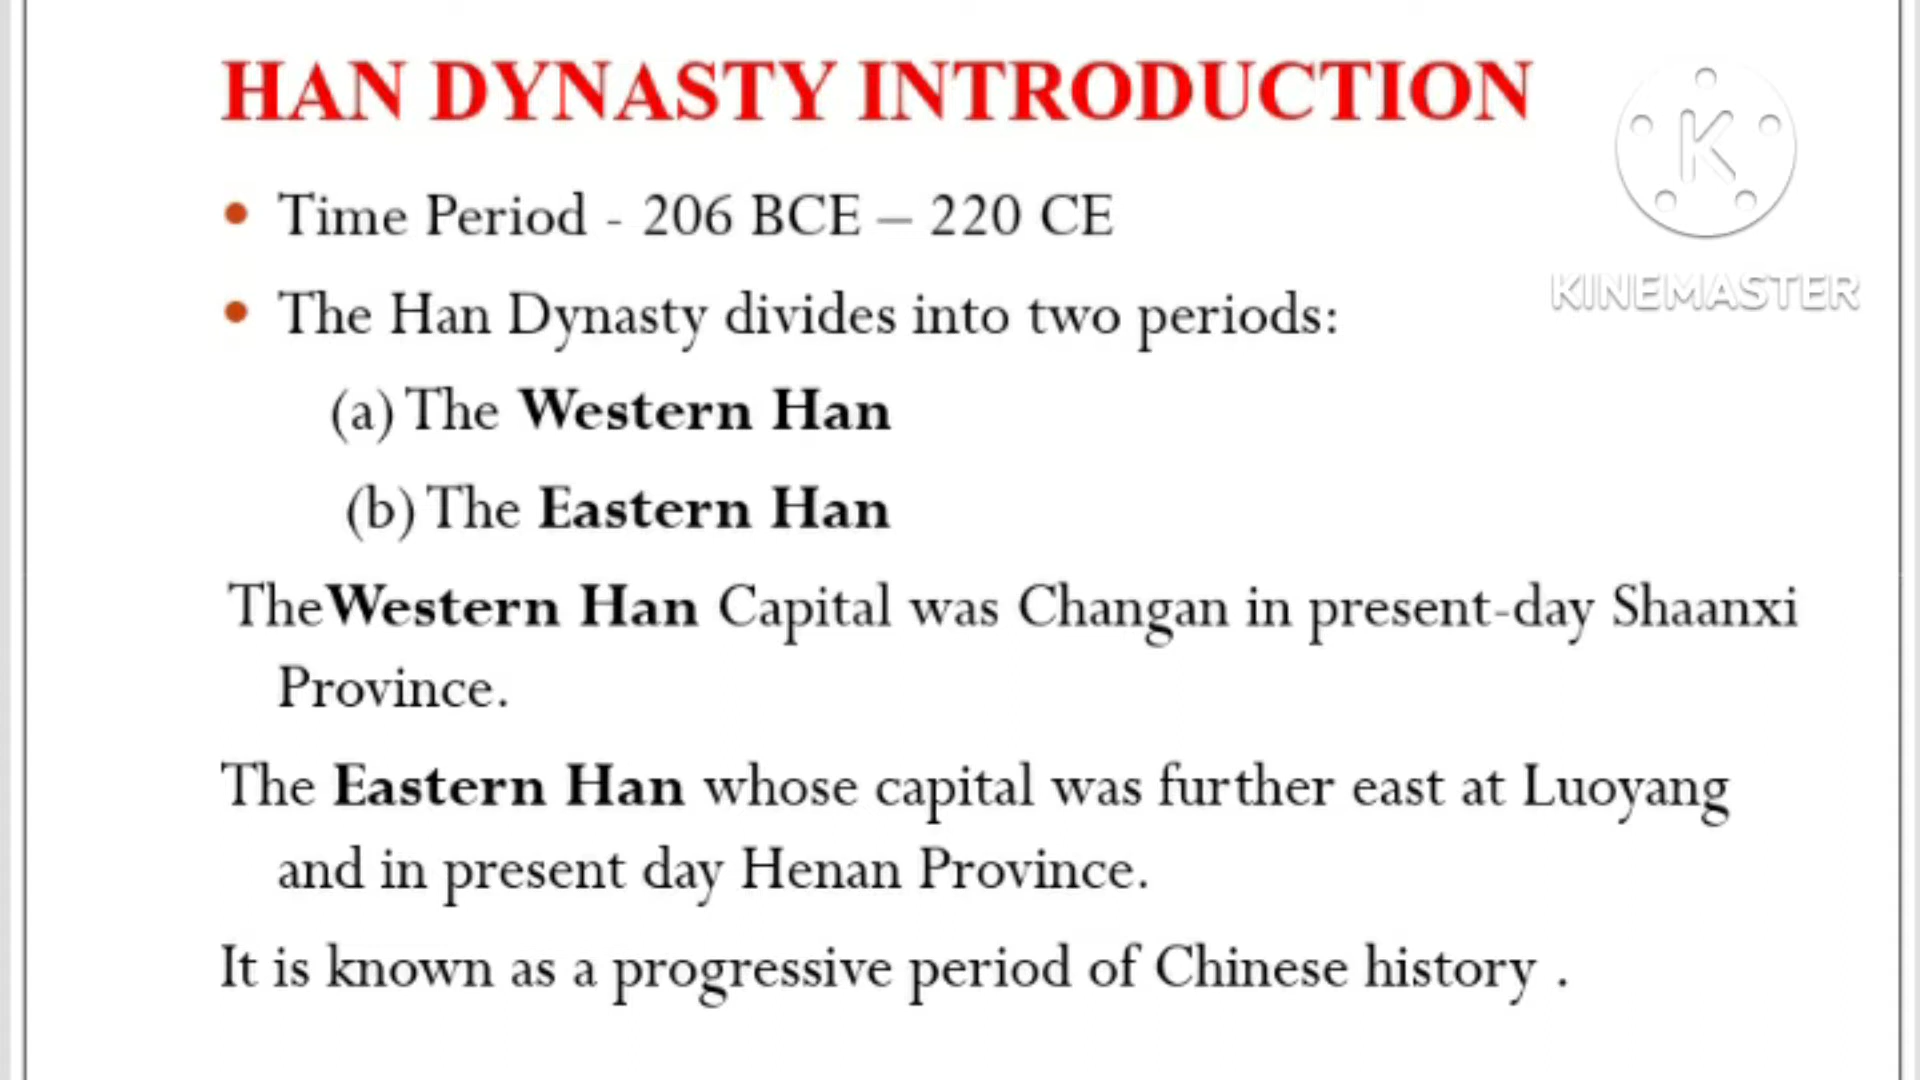 HAN DYNASTY INTRODUCTION
K
KINEMASTER
• Time Period - 206 BCE – 220 CE
• The Han Dynasty divides into two periods:
(a) The Western Han
(b) The Eastern Han
TheWestern Han Capital was Changan in present-day Shaanxi
Province.
The Eastern Han whose capital was further east at Luoyang
and in present day Henan Province.
It is known as a progressive period of Chinese history .